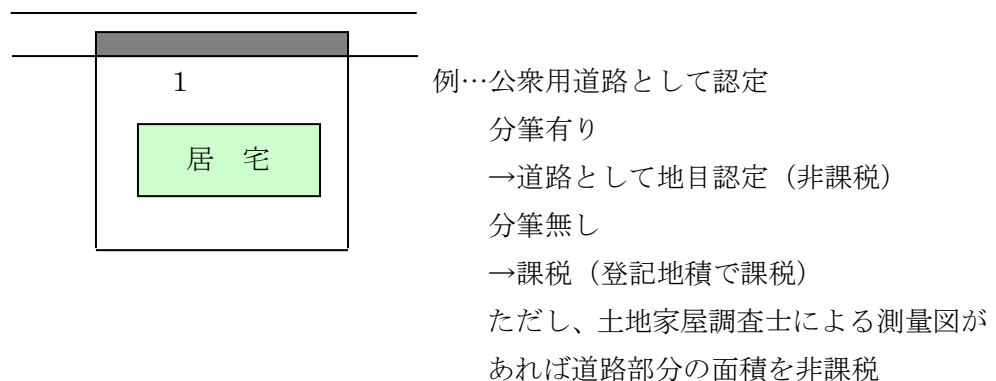 1
居　宅
例…公衆用道路として認定
分筆有り
→道路として地目認定（非課税）
分筆無し
→課税（登記地積で課税）
ただし、土地家屋調査士による測量図が
あれば道路部分の面積を非課税